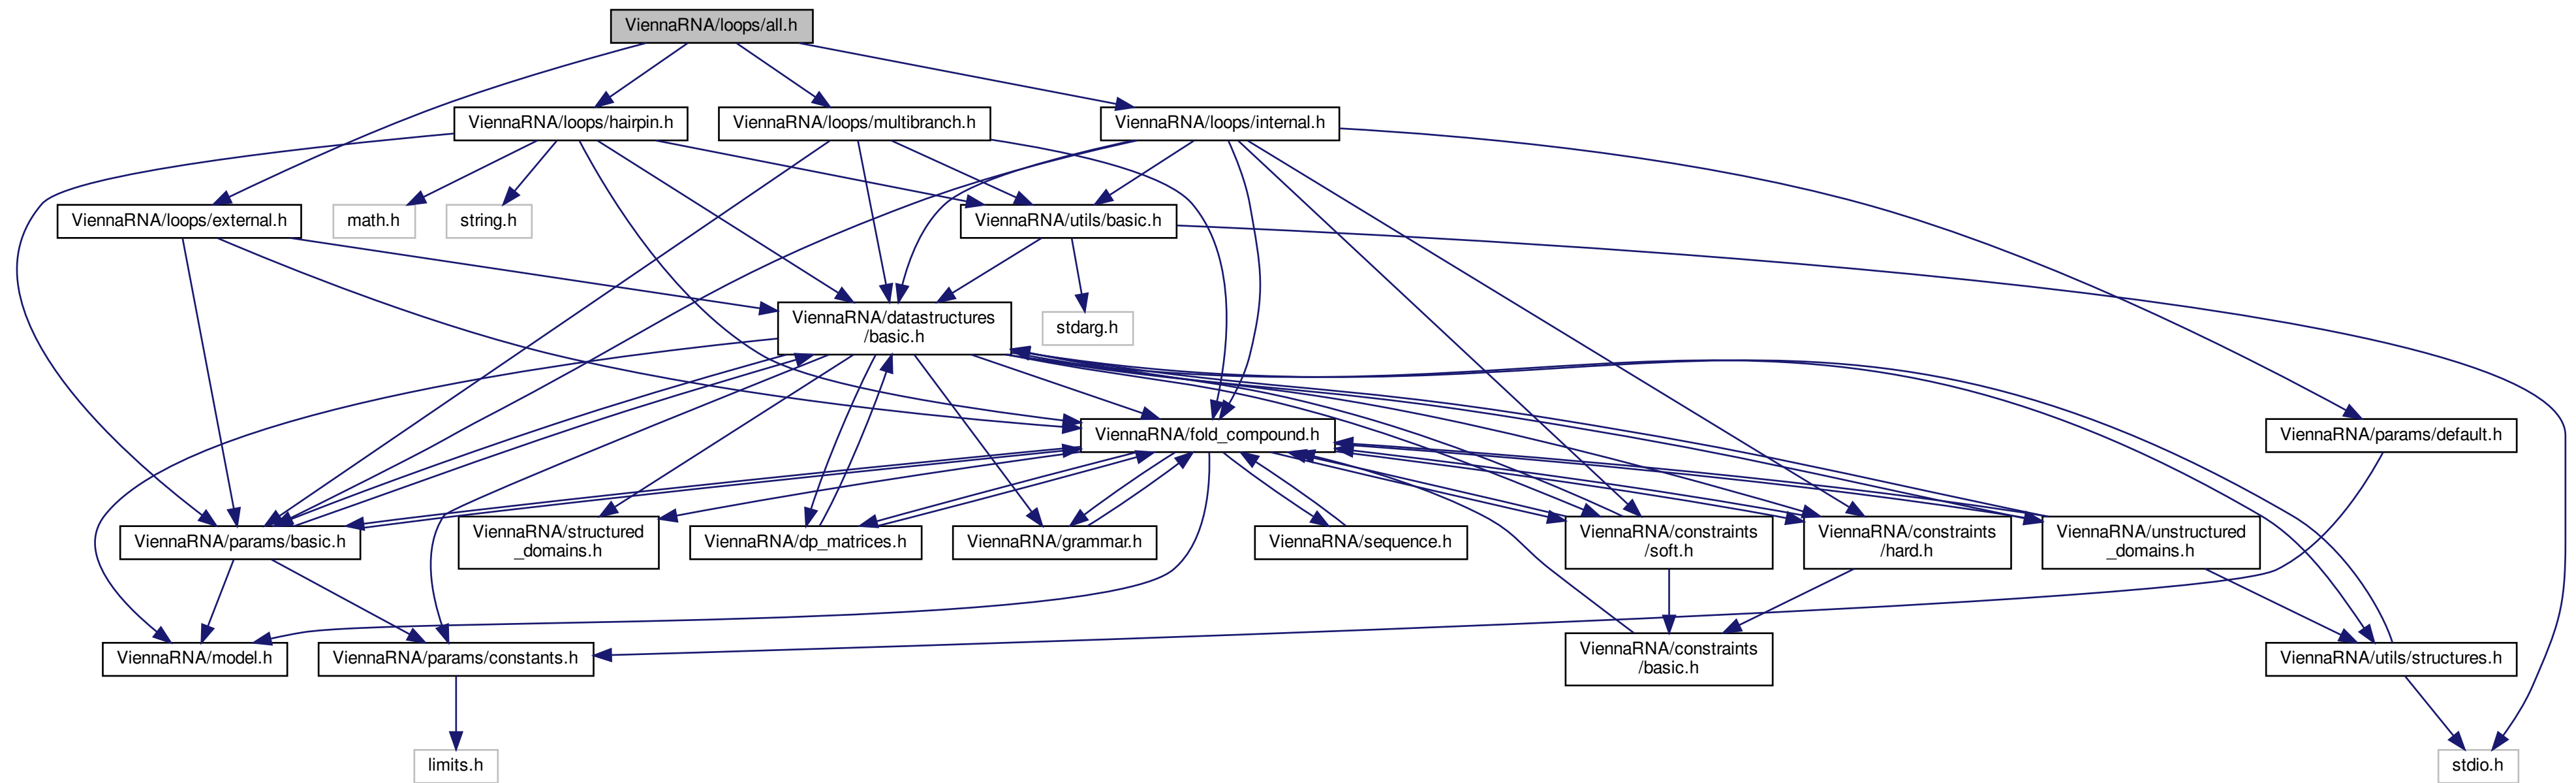 ViennaRNA/loops/all.h
ViennaRNA/loops/hairpin.h
ViennaRNA/loops/multibranch.h
ViennaRNA/loops/internal.h
ViennaRNA/loops/external.h
math.h
string.h
ViennaRNA/utils/basic.h
ViennaRNA/datastructures
/basic.h
stdarg.h
ViennaRNA/fold_compound.h
ViennaRNA/params/default.h
ViennaRNA/params/basic.h
ViennaRNA/structured
_domains.h
ViennaRNA/dp_matrices.h
ViennaRNA/grammar.h
ViennaRNA/sequence.h
ViennaRNA/constraints
/soft.h
ViennaRNA/constraints
/hard.h
ViennaRNA/unstructured
_domains.h
ViennaRNA/model.h
ViennaRNA/params/constants.h
ViennaRNA/constraints
/basic.h
ViennaRNA/utils/structures.h
limits.h
stdio.h